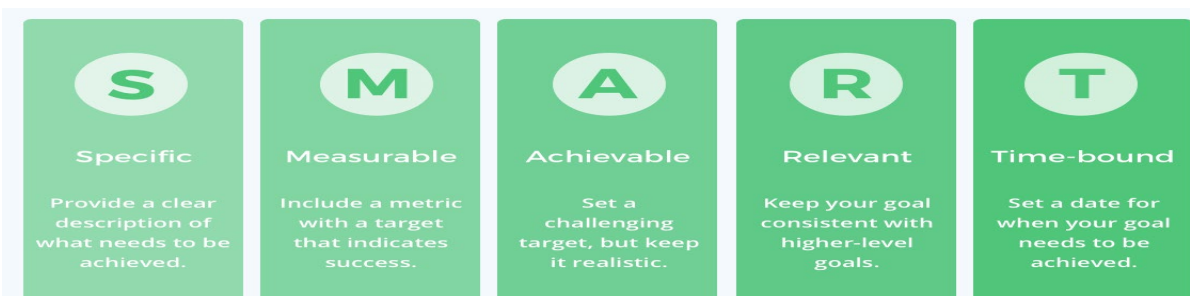 S
Specific
Provide a clear
description of
what needs to be
achieved.
M
Measurable
Include a metric
with a target
that indicates
success.
A
Achievable
Set a
challenging
target, but keep
it realistic.
R
Relevant
Keep your goal
consistent with
higher-level
goals.
T
Time-bound
Set a date for
when your goal
needs to be
achieved.